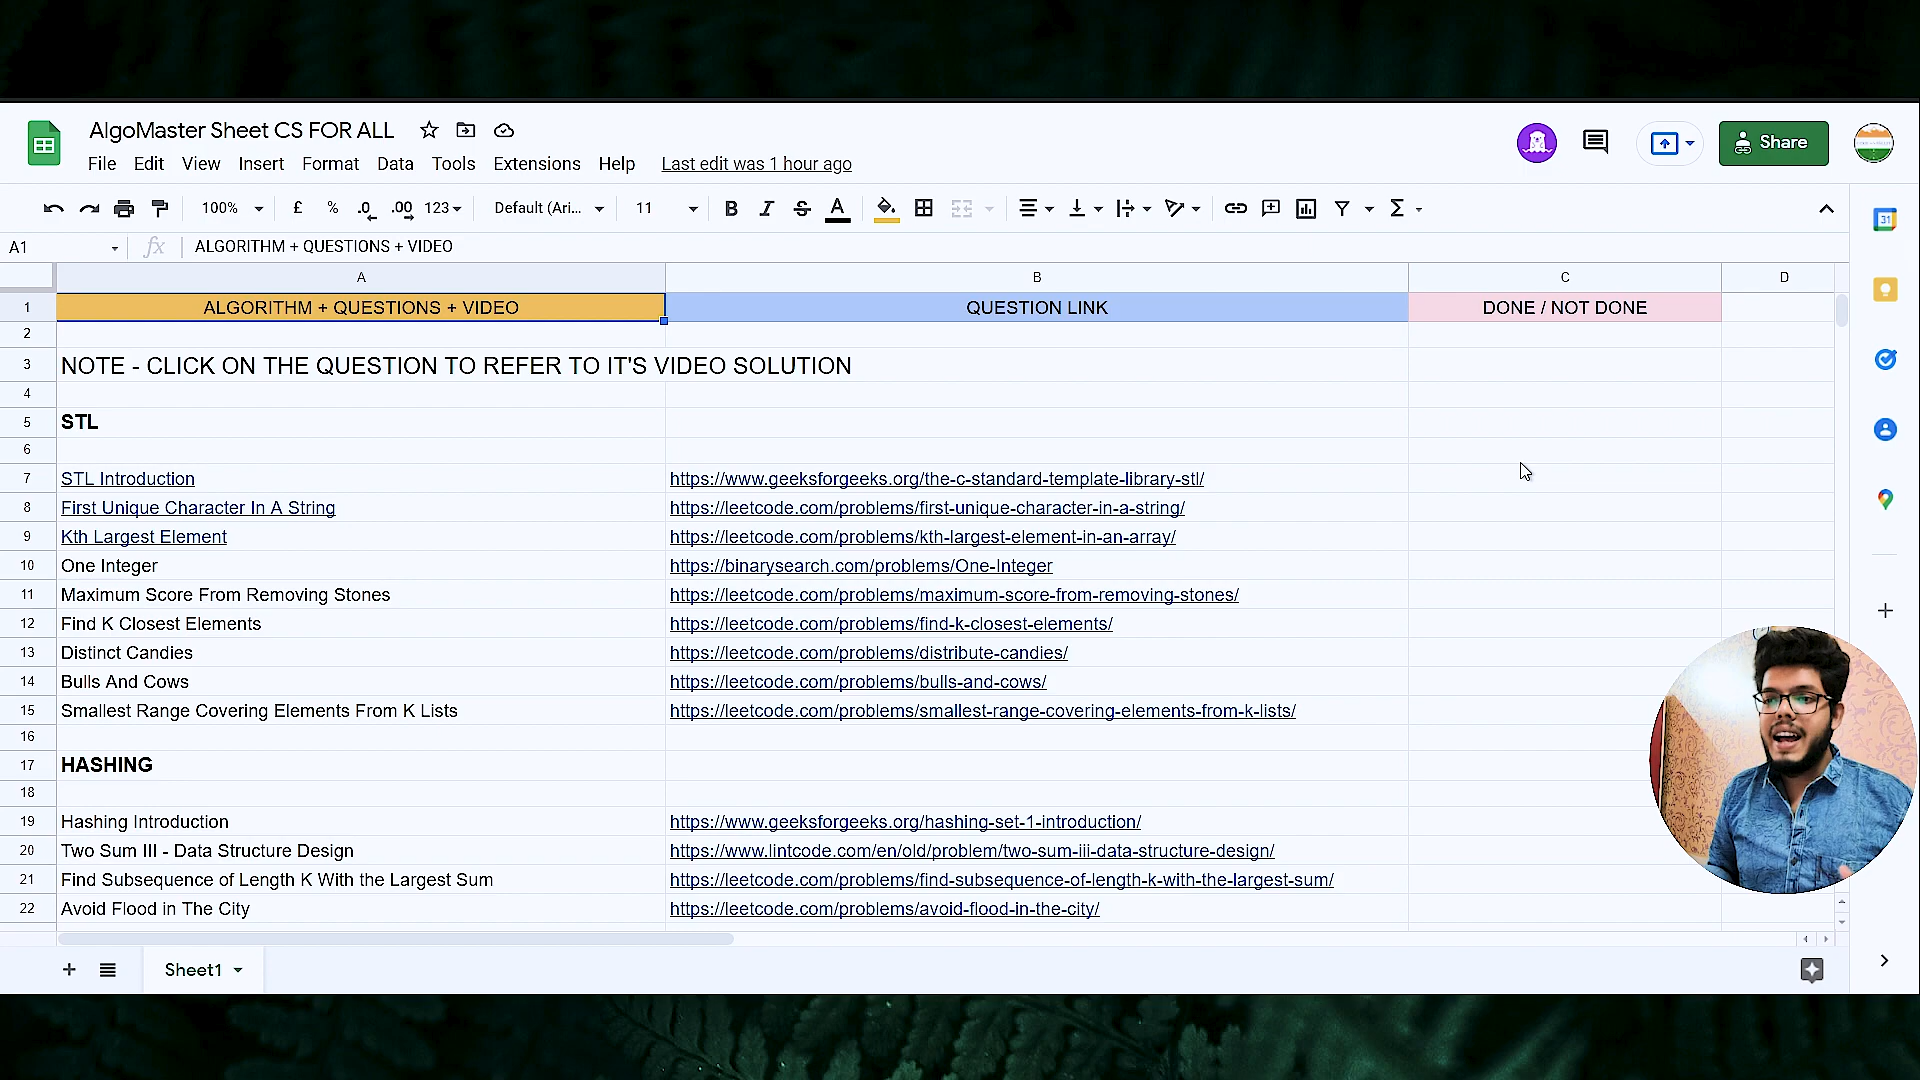 AlgoMaster Sheet CS FOR ALL
File Edit View Insert Format Data Tools Extensions Help Last edit was 1 hour ago
Share
100% £ % .0 .00 123 Default (Ari... 11 B I S A Σ
31
A1 fx ALGORITHM + QUESTIONS + VIDEO
A B C D
1 ALGORITHM + QUESTIONS + VIDEO QUESTION LINK DONE / NOT DONE
2
3 NOTE - CLICK ON THE QUESTION TO REFER TO IT'S VIDEO SOLUTION
4
5 STL
6
7 STL Introduction https://www.geeksforgeeks.org/the-c-standard-template-library-stl/
8 First Unique Character In A String https://leetcode.com/problems/first-unique-character-in-a-string/
9 Kth Largest Element https://leetcode.com/problems/kth-largest-element-in-an-array/
10 One Integer https://binarysearch.com/problems/One-Integer
11 Maximum Score From Removing Stones https://leetcode.com/problems/maximum-score-from-removing-stones/
12 Find K Closest Elements https://leetcode.com/problems/find-k-closest-elements/
13 Distinct Candies https://leetcode.com/problems/distribute-candies/
14 Bulls And Cows https://leetcode.com/problems/bulls-and-cows/
15 Smallest Range Covering Elements From K Lists https://leetcode.com/problems/smallest-range-covering-elements-from-k-lists/
16
17 HASHING
18
19 Hashing Introduction https://www.geeksforgeeks.org/hashing-set-1-introduction/
20 Two Sum III - Data Structure Design https://www.lintcode.com/en/old/problem/two-sum-iii-data-structure-design/
21 Find Subsequence of Length K With the Largest Sum https://leetcode.com/problems/find-subsequence-of-length-k-with-the-largest-sum/
22 Avoid Flood in The City https://leetcode.com/problems/avoid-flood-in-the-city/
Sheet1